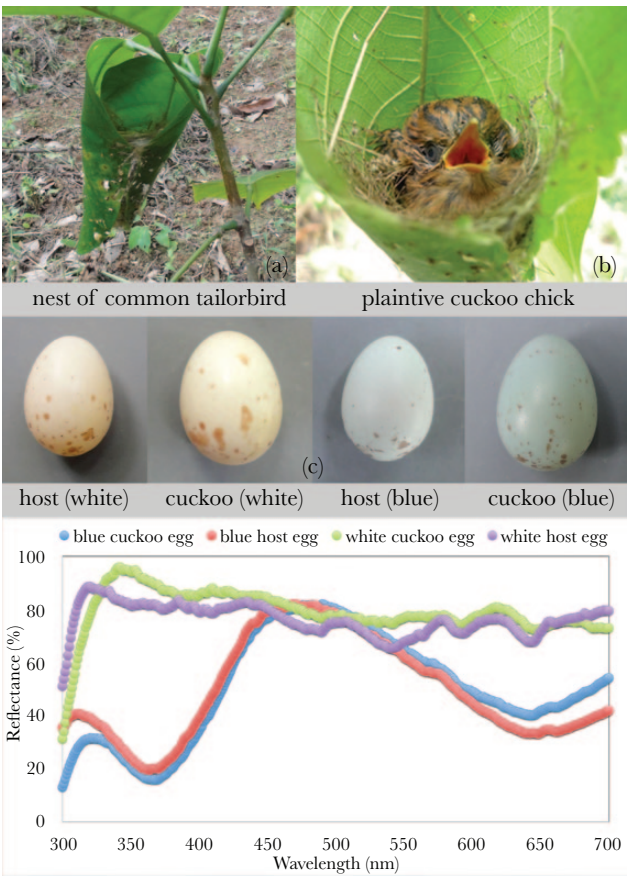 (a)
(b)
nest of common tailorbird
plaintive cuckoo chick
(c)
host (white)
cuckoo (white)
host (blue)
cuckoo (blue)
blue cuckoo egg
blue host egg
white cuckoo egg
white host egg
Reflectance (%)
100
80
60
40
20
0
300
350
400
450
500
550
600
650
700
Wavelength (nm)